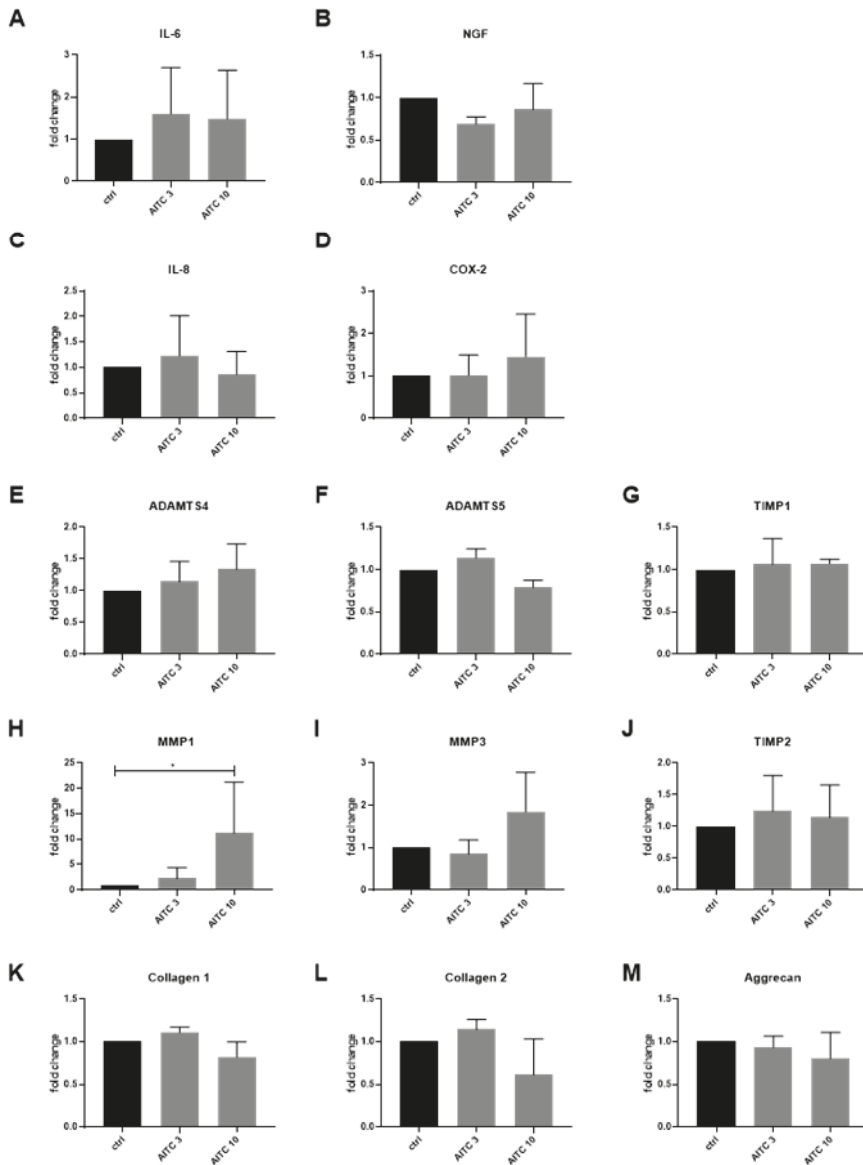 A
IL-6
fold change
3
2
1
0
ctrl
AITC 3
AITC 10
B
NGF
fold change
1.5
1.0
0.5
0.0
ctrl
AITC 3
AITC 10
C
IL-8
fold change
2.5
2.0
1.5
1.0
0.5
0.0
ctrl
AITC 3
AITC 10
D
COX-2
fold change
3
2
1
0
ctrl
AITC 3
AITC 10
E
ADAMTS4
fold change
2.0
1.5
1.0
0.5
0.0
ctrl
AITC 3
AITC 10
F
ADAMTS5
fold change
1.5
1.0
0.5
0.0
ctrl
AITC 3
AITC 10
G
TIMP1
fold change
1.5
1.0
0.5
0.0
ctrl
AITC 3
AITC 10
H
MMP1
fold change
25
20
15
10
5
0
*
ctrl
AITC 3
AITC 10
I
MMP3
fold change
3
2
1
0
ctrl
AITC 3
AITC 10
J
TIMP2
fold change
2.0
1.5
1.0
0.5
0.0
ctrl
AITC 3
AITC 10
K
Collagen 1
fold change
1.5
1.0
0.5
0.0
ctrl
AITC 3
AITC 10
L
Collagen 2
fold change
1.5
1.0
0.5
0.0
ctrl
AITC 3
AITC 10
M
Aggrecan
fold change
1.5
1.0
0.5
0.0
ctrl
AITC 3
AITC 10